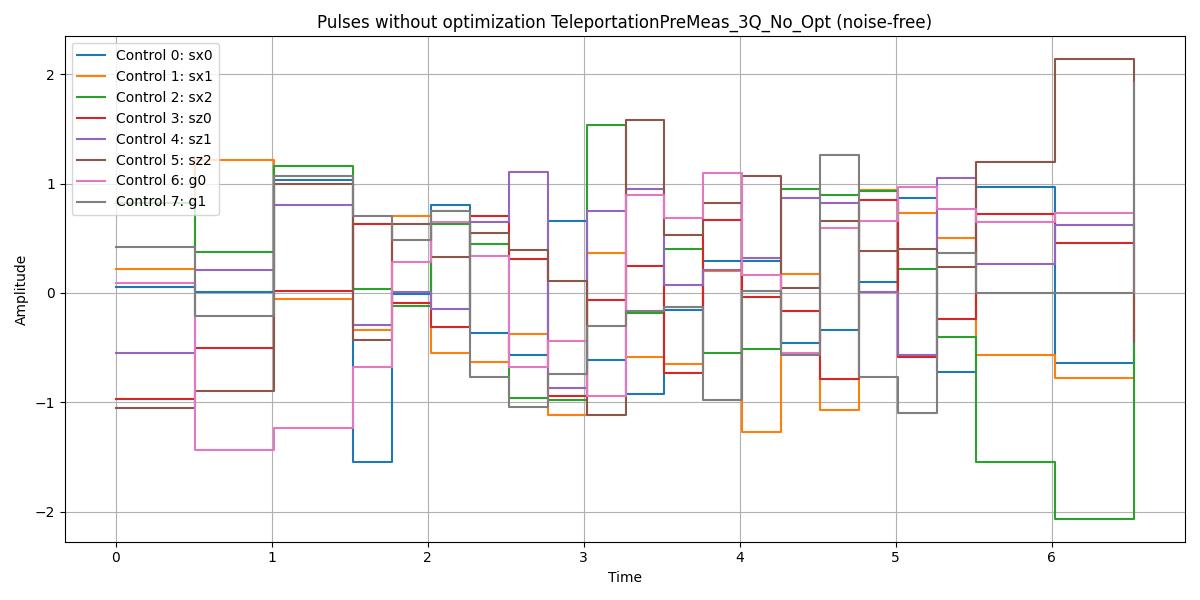 Pulses without optimization TeleportationPreMeas_3Q_No_Opt (noise-free)
Control 0: sx0
Control 1: sx1
Control 2: sx2
Control 3: sz0
Control 4: sz1
Control 5: sz2
Control 6: g0
Control 7: g1
Amplitude
2
1
0
−1
−2
0 1 2 3 4 5 6
Time